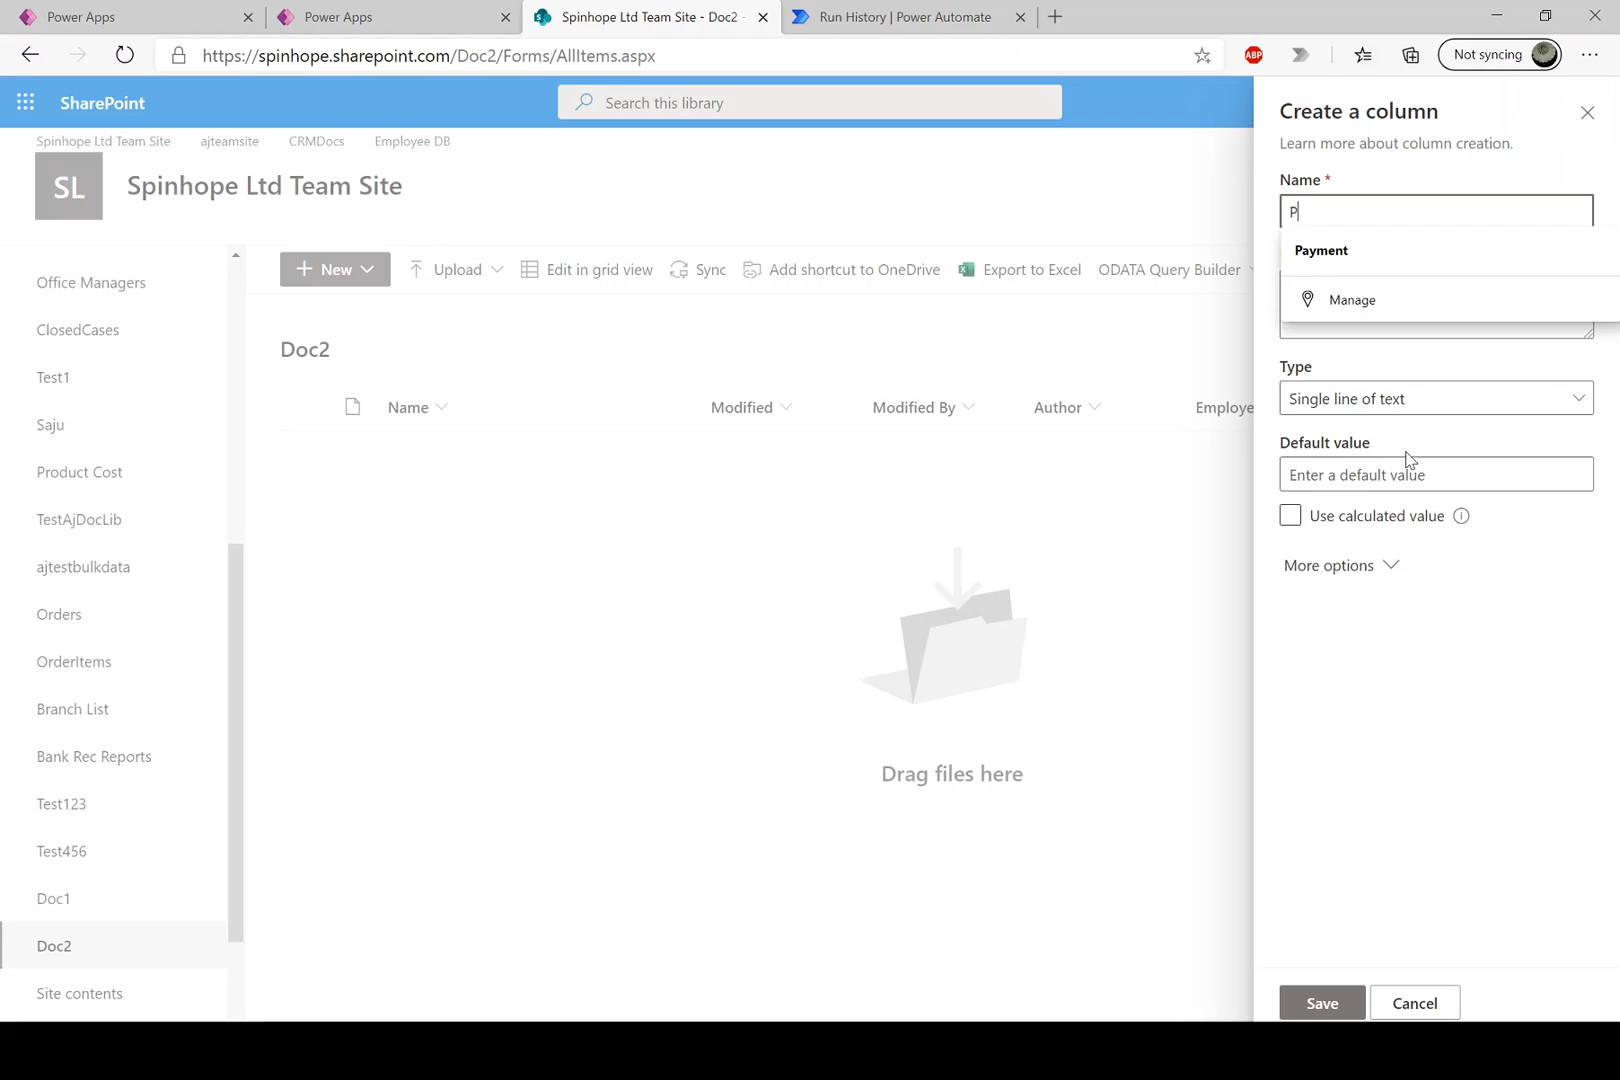 Power Apps
Power Apps
Spinhope Ltd Team Site - Doc2 -
Run History | Power Automate
https://spinhope.sharepoint.com/Doc2/Forms/AllItems.aspx
ABP
Not syncing
SharePoint
Search this library
Spinhope Ltd Team Site
ajteamsite
CRMDocs
Employee DB
SL
Spinhope Ltd Team Site
Office Managers
ClosedCases
Test1
Saju
Product Cost
TestAjDocLib
ajtestbulkdata
Orders
OrderItems
Branch List
Bank Rec Reports
Test123
Test456
Doc1
Doc2
Site contents
New
Upload
Edit in grid view
Sync
Add shortcut to OneDrive
Export to Excel
ODATA Query Builder
Doc2
Name
Modified
Modified By
Author
Employe
Drag files here
Create a column
Learn more about column creation.
Name *
P
Payment
Manage
Type
Single line of text
Default value
Enter a default value
Use calculated value
More options
Save
Cancel